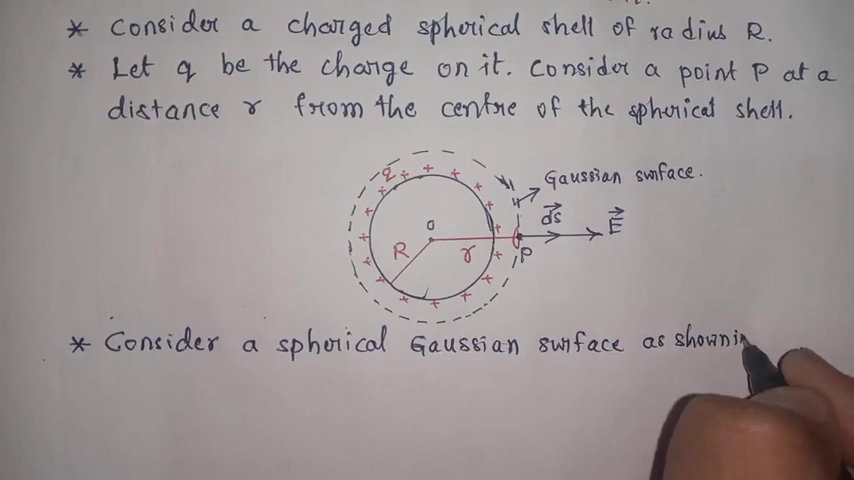 * Consider a charged spherical shell of radius R.
* Let q be the charge on it. Consider a point P at a
distance r from the centre of the spherical shell.
q
Gaussian surface.
ds
E
O
R
r
P
* Consider a spherical Gaussian surface as shown in